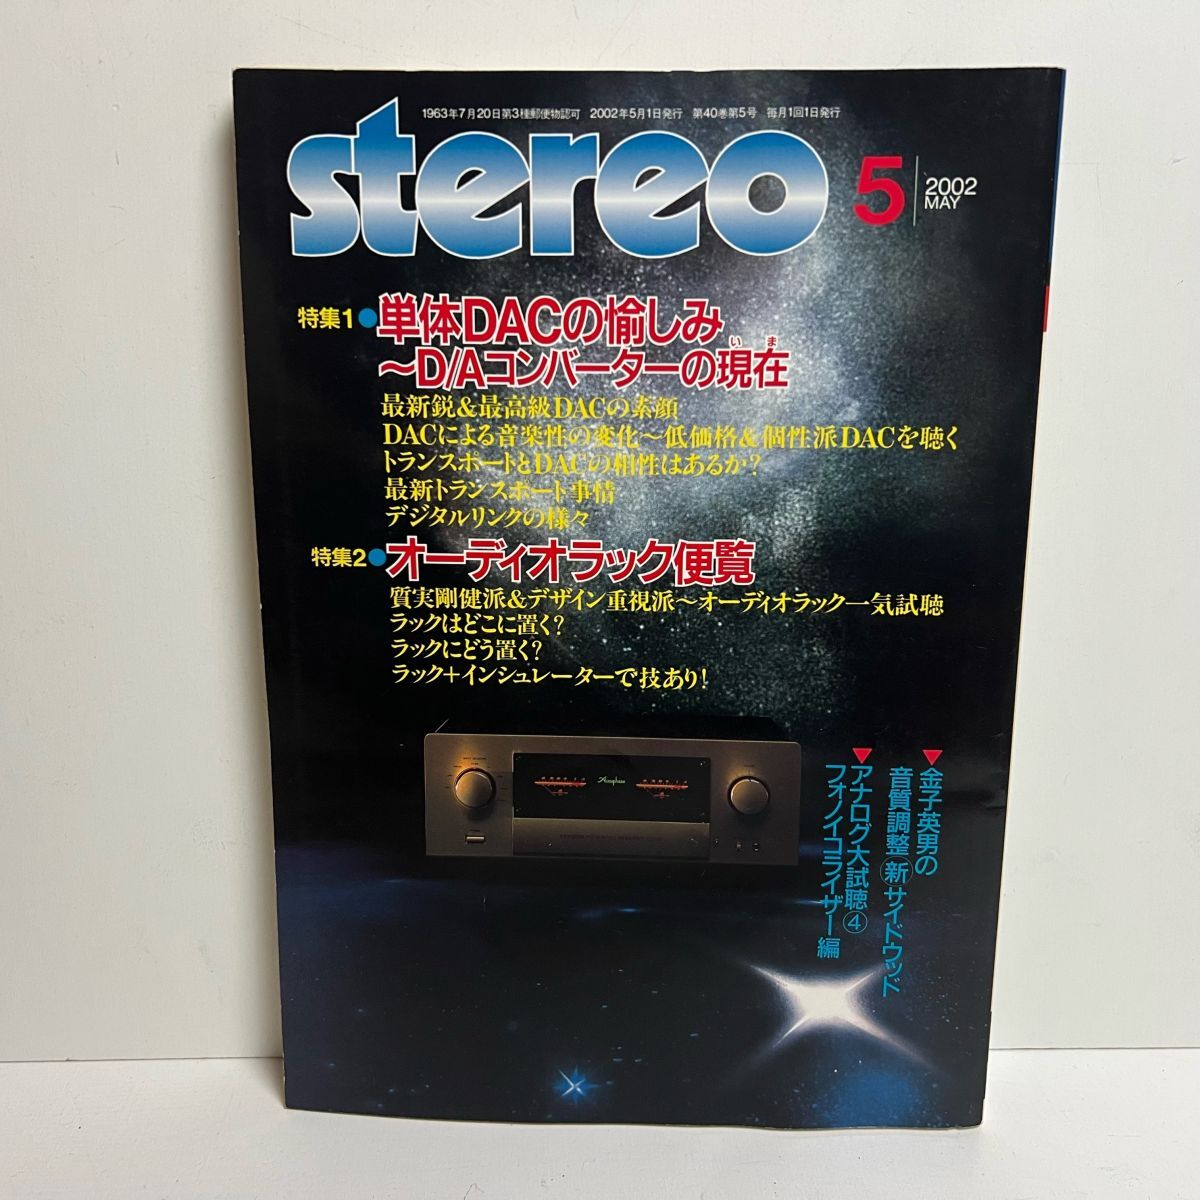 1963年7月20日第3種郵便物認可 2002年5月1日発行 第40巻第5号 毎月1回1日発行
stereo
5
2002
MAY
特集1●単体DACの愉しみ
～D/Aコンバーターの現在
いま
最新鋭&最高級DACの素顔
DACによる音楽性の変化～低価格&個性派DACを聴く
トランスポートとDACの相性はあるか?
最新トランスポート事情
デジタルリンクの様々
特集2●オーディオラック便覧
質実剛健派&デザイン重視派～オーディオラック一気試聴
ラックはどこに置く?
ラックにどう置く?
ラック+インシュレーターで技あり!
▼金子英男の
音質調整新サイドウッド
▼アナログ大試聴④
フォノイコライザー編
Accuphase